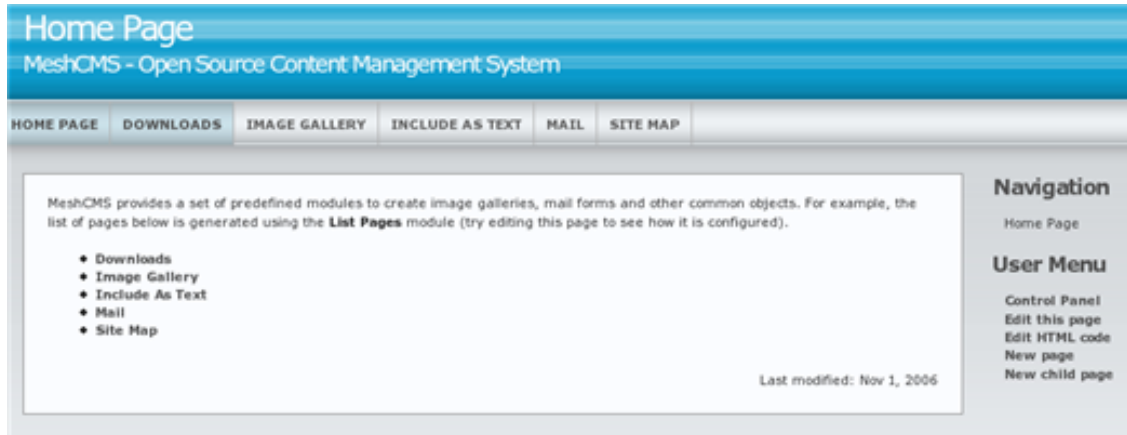 Home Page
MeshCMS - Open Source Content Management System
HOME PAGE DOWNLOADS IMAGE GALLERY INCLUDE AS TEXT MAIL SITE MAP
MeshCMS provides a set of predefined modules to create image galleries, mail forms and other common objects. For example, the
list of pages below is generated using the List Pages module (try editing this page to see how it is configured).
Downloads
Image Gallery
Include As Text
Mail
Site Map
Last modified: Nov 1, 2006
Navigation
Home Page
User Menu
Control Panel
Edit this page
Edit HTML code
New page
New child page